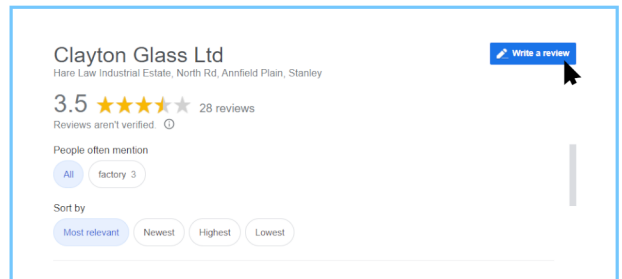 Clayton Glass Ltd
Write a review
Hare Law Industrial Estate, North Rd, Annfield Plain, Stanley
3.5 28 reviews
Reviews aren't verified.
People often mention
All factory 3
Sort by
Most relevant Newest Highest Lowest